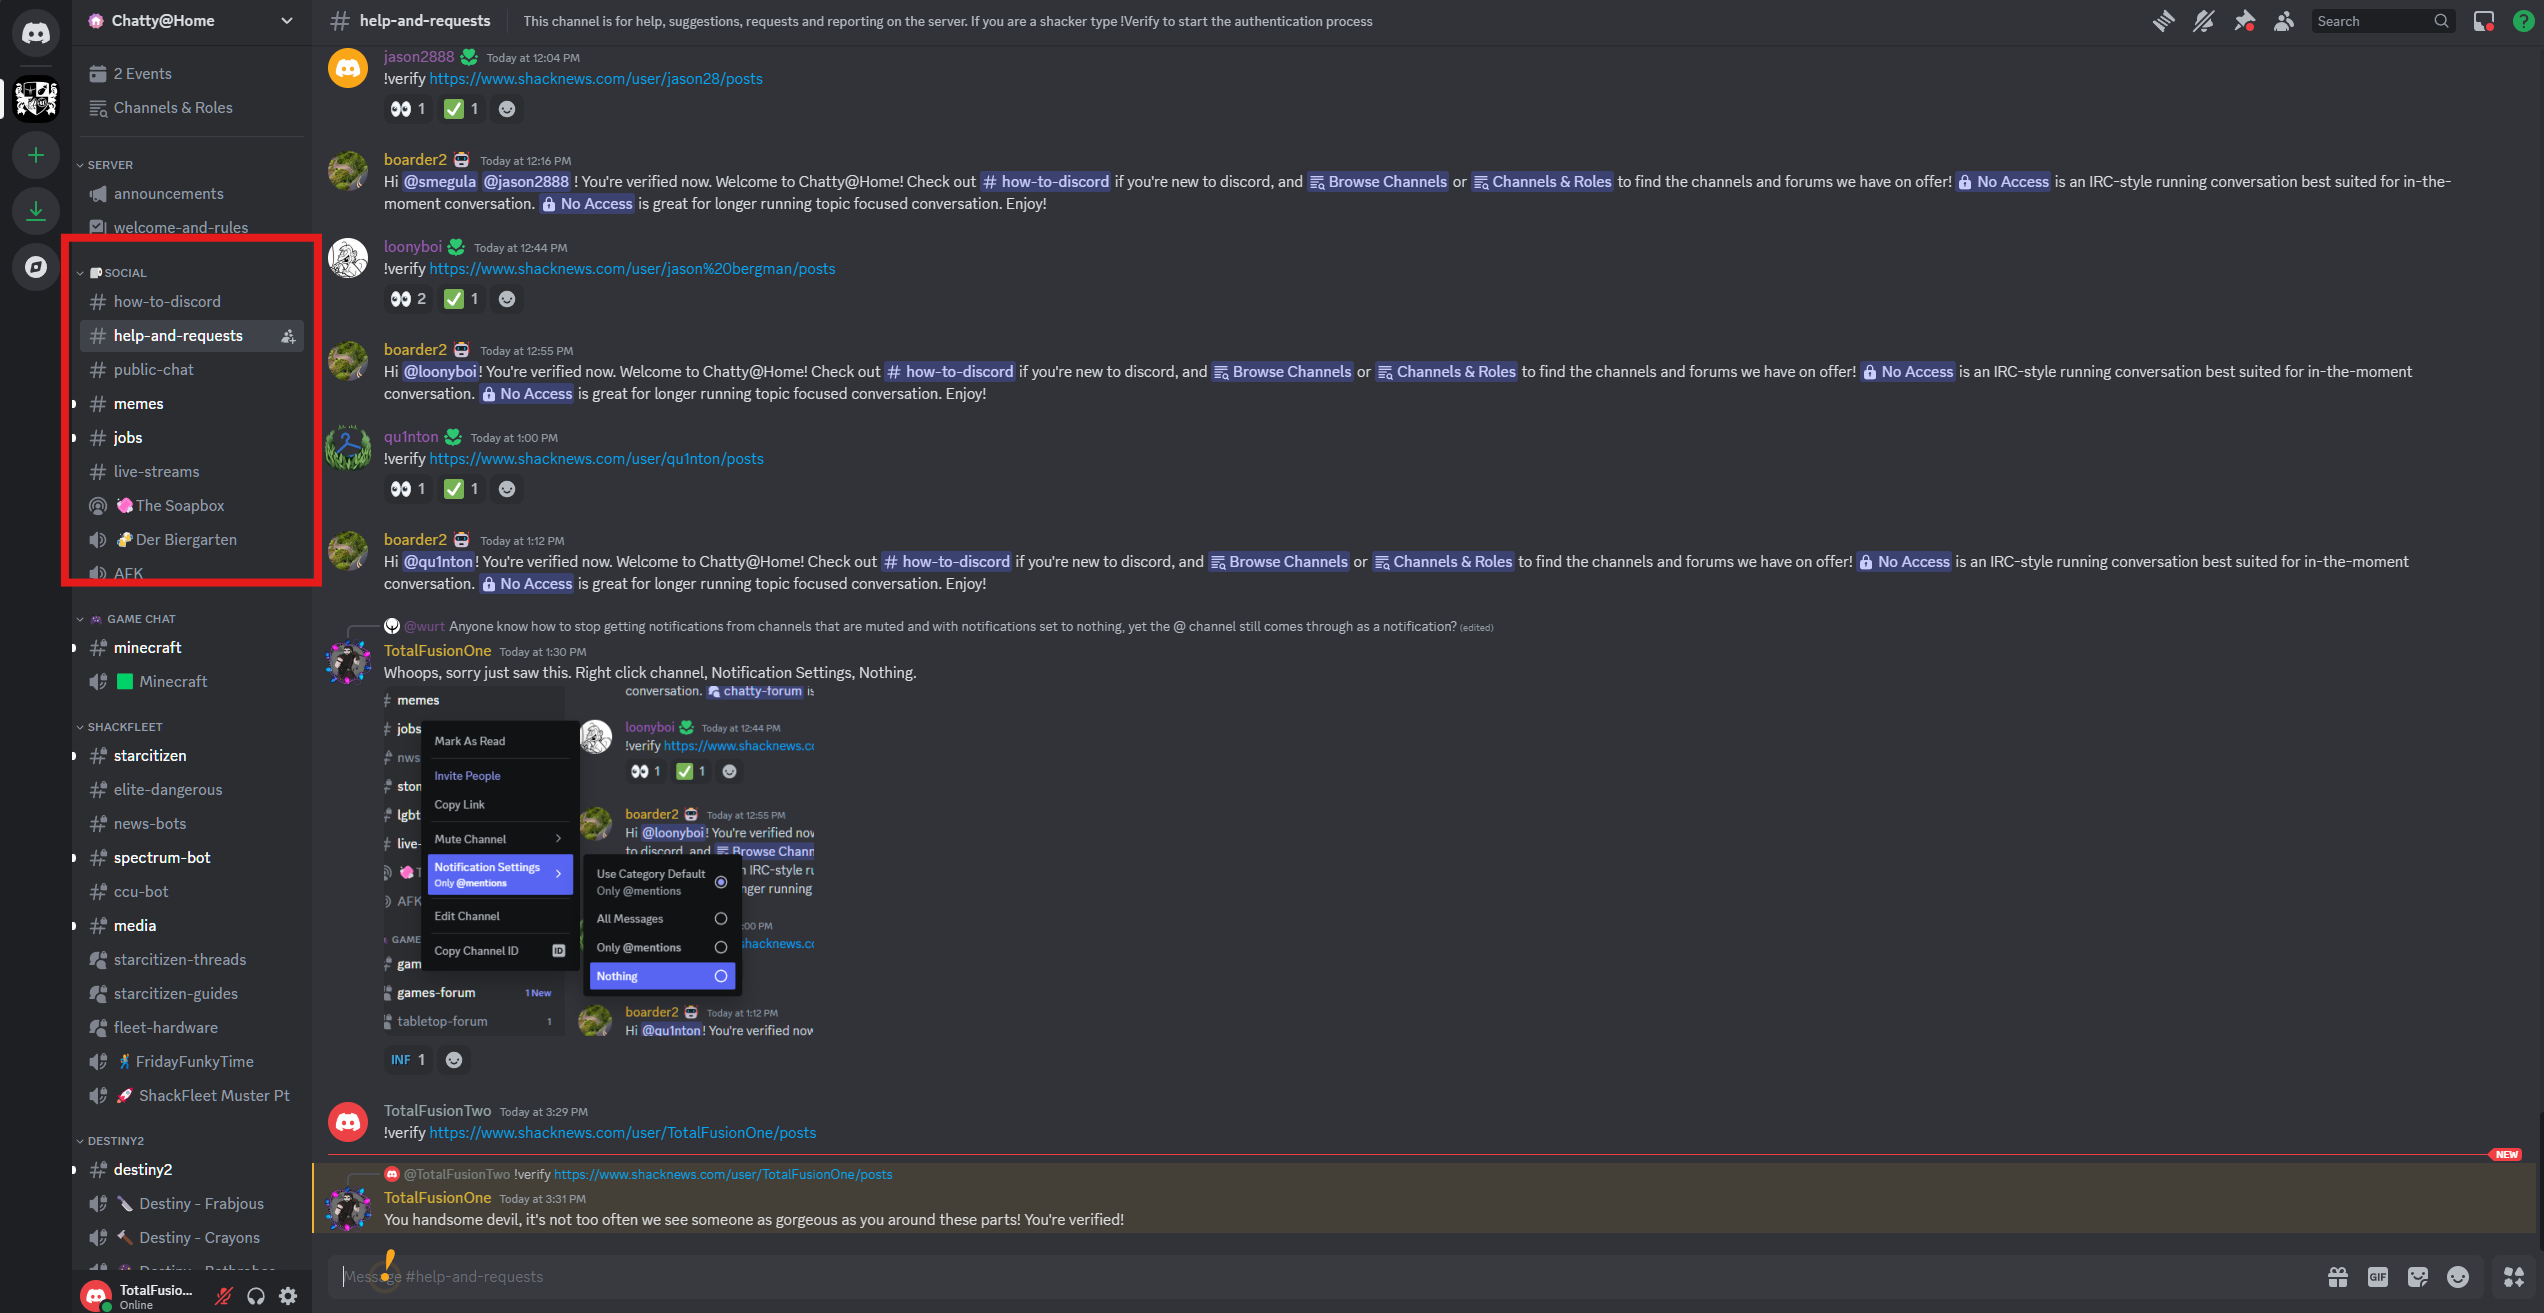 Chatty@Home
2 Events
Channels & Roles
SERVER
announcements
welcome-and-rules
SOCIAL
how-to-discord
help-and-requests
public-chat
memes
jobs
live-streams
The Soapbox
Der Biergarten
AFK
GAME CHAT
minecraft
Minecraft
SHACKFLEET
starcitizen
elite-dangerous
news-bots
spectrum-bot
ccu-bot
media
starcitizen-threads
starcitizen-guides
fleet-hardware
FridayFunkyTime
ShackFleet Muster Pt
DESTINY2
destiny2
Destiny - Frabjous
Destiny - Crayons
TotalFusio...
Online
help-and-requests
This channel is for help, suggestions, requests and reporting on the server. If you are a shacker type !Verify to start the authentication process
Search
jason2888 Today at 12:04 PM
!verify https://www.shacknews.com/user/jason28/posts
1 1
boarder2 Today at 12:16 PM
Hi @smegula @jason2888 ! You're verified now. Welcome to Chatty@Home! Check out # how-to-discord if you're new to discord, and Browse Channels or Channels & Roles to find the channels and forums we have on offer! No Access is an IRC-style running conversation best suited for in-the-
moment conversation. No Access is great for longer running topic focused conversation. Enjoy!
loonyboi Today at 12:44 PM
!verify https://www.shacknews.com/user/jason%20bergman/posts
2 1
boarder2 Today at 12:55 PM
Hi @loonyboi! You're verified now. Welcome to Chatty@Home! Check out # how-to-discord if you're new to discord, and Browse Channels or Channels & Roles to find the channels and forums we have on offer! No Access is an IRC-style running conversation best suited for in-the-moment
conversation. No Access is great for longer running topic focused conversation. Enjoy!
qu1nton Today at 1:00 PM
!verify https://www.shacknews.com/user/qu1nton/posts
1 1
boarder2 Today at 1:12 PM
Hi @qu1nton! You're verified now. Welcome to Chatty@Home! Check out # how-to-discord if you're new to discord, and Browse Channels or Channels & Roles to find the channels and forums we have on offer! No Access is an IRC-style running conversation best suited for in-the-moment
conversation. No Access is great for longer running topic focused conversation. Enjoy!
@wurt Anyone know how to stop getting notifications from channels that are muted and with notifications set to nothing, yet the @ channel still comes through as a notification? (edited)
TotalFusionOne Today at 1:30 PM
Whoops, sorry just saw this. Right click channel, Notification Settings, Nothing.
memes
jobs
nws
ston
lgbt
live-
AFK
GAME
gam
games-forum 1 New
tabletop-forum 1
Mark As Read
Invite People
Copy Link
Mute Channel
Notification Settings
Only @mentions
Edit Channel
Copy Channel ID ID
Use Category Default
Only @mentions
All Messages
Only @mentions
Nothing
conversation. chatty-forum is
loonyboi Today at 12:44 PM
!verify https://www.shacknews.co
1 1
boarder2 Today at 12:55 PM
Hi @loonyboi! You're verified nov
to discord, and Browse Chann
IRC-style ru
nger running
:00 PM
shacknews.co
boarder2 Today at 1:12 PM
Hi @qu1nton! You're verified now
INF 1
TotalFusionTwo Today at 3:29 PM
!verify https://www.shacknews.com/user/TotalFusionOne/posts
NEW
@TotalFusionTwo !verify https://www.shacknews.com/user/TotalFusionOne/posts
TotalFusionOne Today at 3:31 PM
You handsome devil, it's not too often we see someone as gorgeous as you around these parts! You're verified!
Message #help-and-requests
GIF